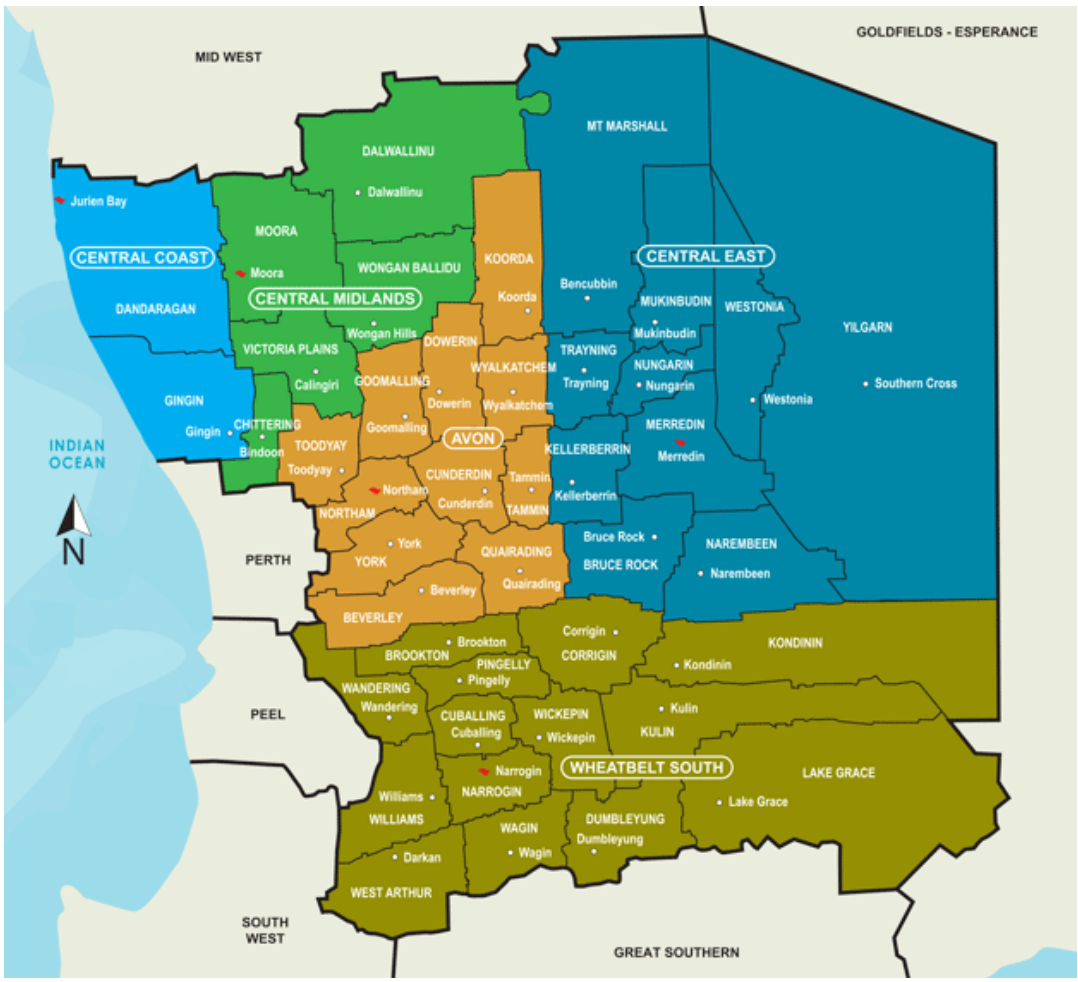 MID WEST
GOLDFIELDS - ESPERANCE
MT MARSHALL
DALWALLINU
Dalwallinu
Jurien Bay
MOORA
CENTRAL COAST
CENTRAL EAST
KOORDA
WONGAN BALLIDU
Moora
Bencubbin
CENTRAL MIDLANDS
Koorda
MUKINBUDIN
WESTONIA
DANDARAGAN
YILGARN
Wongan Hills
Mukinbudin
DOWERIN
VICTORIA PLAINS
TRAYNING
NUNGARIN
WYALKATCHEM
GOOMALLING
Calingiri
Trayning
Nungarin
Southern Cross
GINGIN
Dowerin
Wyalkatchem
Westonia
CHITTERING
Goomalling
MERREDIN
Gingin
AVON
INDIAN
OCEAN
TOODYAY
Bindoon
KELLERBERRIN
Merredin
Toodyay
CUNDERDIN
Tammin
Northam
Cunderdin
Kellerberrin
NORTHAM
TAMMIN
N
York
Bruce Rock
NAREMBEEN
QUAIRADING
PERTH
YORK
BRUCE ROCK
Narembeen
Beverley
Quairading
BEVERLEY
Corrigin
Brookton
KONDININ
BROOKTON
CORRIGIN
PINGELLY
Kondinin
Pingelly
WANDERING
Wandering
Kulin
PEEL
CUBALLING
WICKEPIN
Cuballing
Wickepin
KULIN
WHEATBELT SOUTH
Narrogin
LAKE GRACE
NARROGIN
Williams
Lake Grace
WILLIAMS
WAGIN
DUMBLEYUNG
Dumbleyung
Darkan
Wagin
WEST ARTHUR
SOUTH
WEST
GREAT SOUTHERN